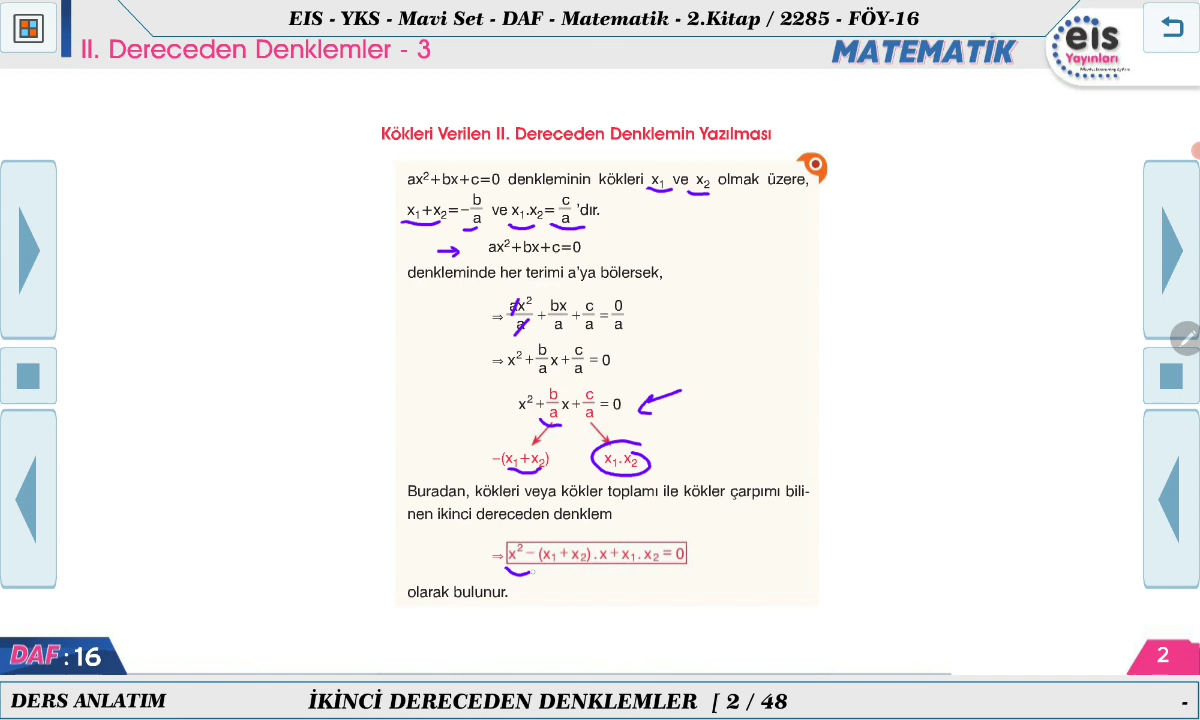 EIS - YKS - Mavi Set - DAF - Matematik - 2.Kitap / 2285 - FÖY-16
II. Dereceden Denklemler - 3
MATEMATİK
eis
Yayınları
Kökleri Verilen II. Dereceden Denklemin Yazılması
ax²+bx+c=0 denkleminin kökleri x₁ ve x₂ olmak üzere,
x₁+x₂=-b/a ve x₁.x₂=c/a 'dır.
ax²+bx+c=0
denkleminde her terimi a'ya bölersek,
⇒ ax²/a + bx/a + c/a = 0/a
⇒ x² + b/a x + c/a = 0
x² + b/a x + c/a = 0
-(x₁+x₂) x₁.x₂
Buradan, kökleri veya kökler toplamı ile kökler çarpımı bili-
nen ikinci dereceden denklem
⇒ x² - (x₁ + x₂) . x + x₁ . x₂ = 0
olarak bulunur.
DAF : 16
2
DERS ANLATIM İKİNCİ DERECEDEN DENKLEMLER [ 2 / 48 -